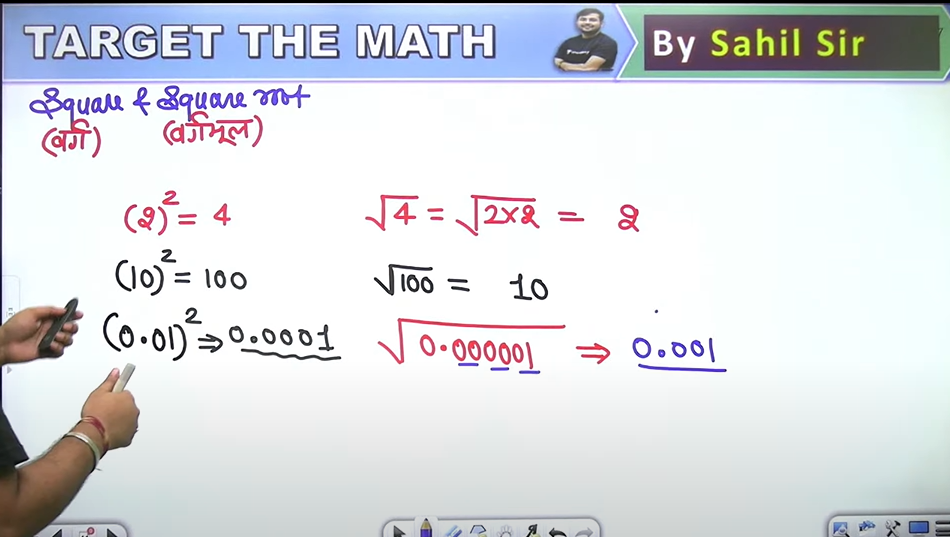 TARGET THE MATH By Sahil Sir
Square & Square root
(वर्ग) (वर्गमूल)
(2)² = 4 √4 = √2×2 = 2
(10)² = 100 √100 = 10
(0.01)² ⇒ 0.0001 √0.000001 ⇒ 0.001